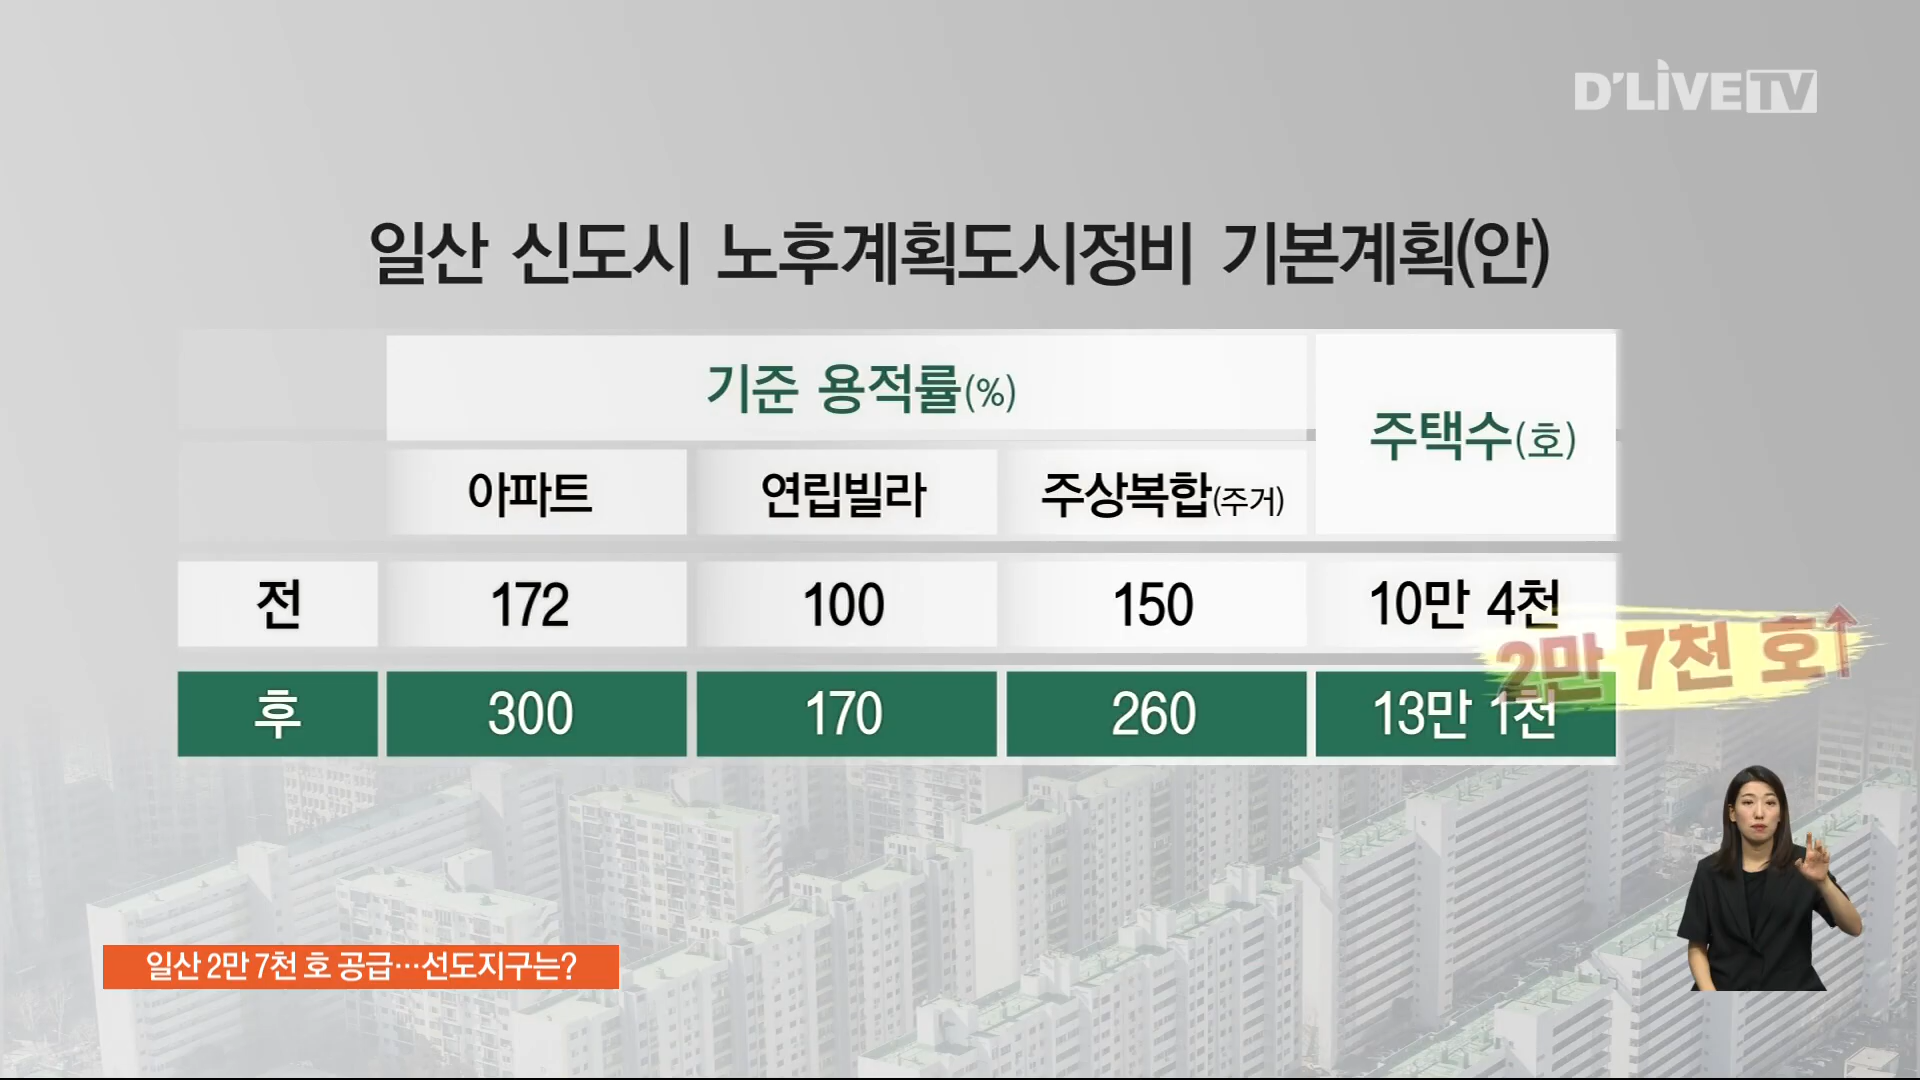 D'LIVE TV
일산 신도시 노후계획도시정비 기본계획(안)
기준 용적률(%)
주택수(호)
아파트 연립빌라 주상복합(주거)
전 172 100 150 10만 4천
2만 7천 호↑
후 300 170 260 13만 1천
일산 2만 7천 호 공급…선도지구는?